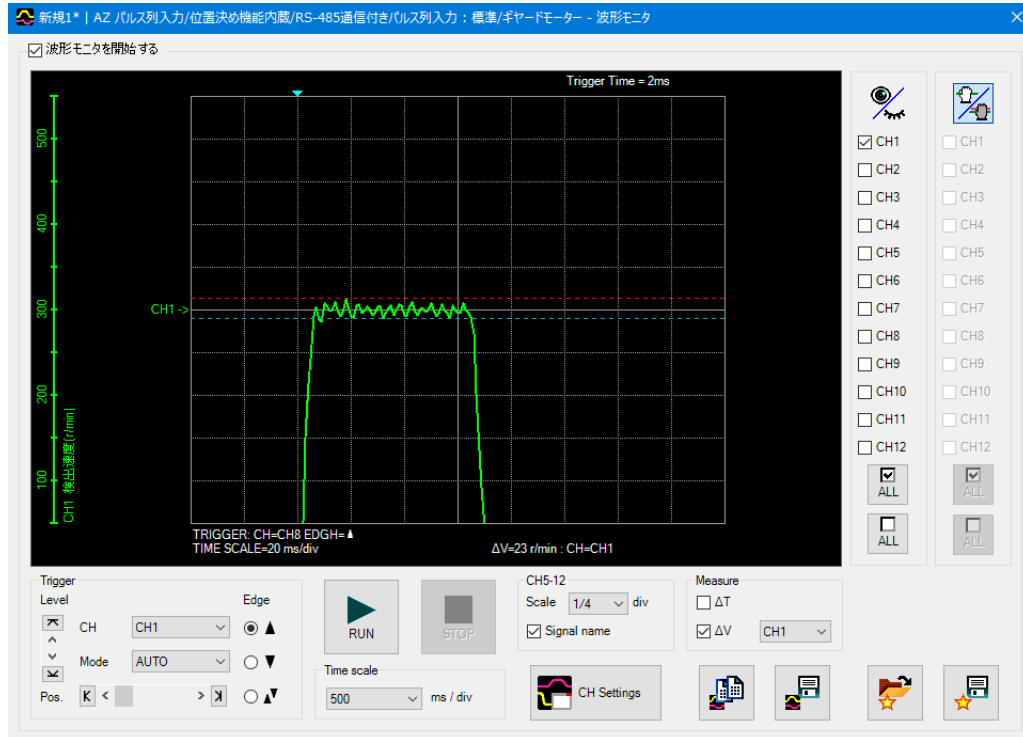 新規1* | AZ パルス列入力/位置決め機能内蔵/RS-485通信付きパルス列入力 : 標準/ギヤードモーター - 波形モニタ
波形モニタを開始する
Trigger Time = 2ms
500
400
300
200
100
CH1 検出速度[r/min]
CH1 ->
TRIGGER: CH=CH8 EDGH=
TIME SCALE=20 ms/div
ΔV=23 r/min : CH=CH1
CH1
CH2
CH3
CH4
CH5
CH6
CH7
CH8
CH9
CH10
CH11
CH12
ALL
ALL
CH1
CH2
CH3
CH4
CH5
CH6
CH7
CH8
CH9
CH10
CH11
CH12
ALL
ALL
Trigger
Level
Edge
CH
CH1
Mode
AUTO
Pos.
RUN
STOP
Time scale
500
ms / div
CH5-12
Scale
1/4
div
Signal name
Measure
ΔT
ΔV
CH1
CH Settings